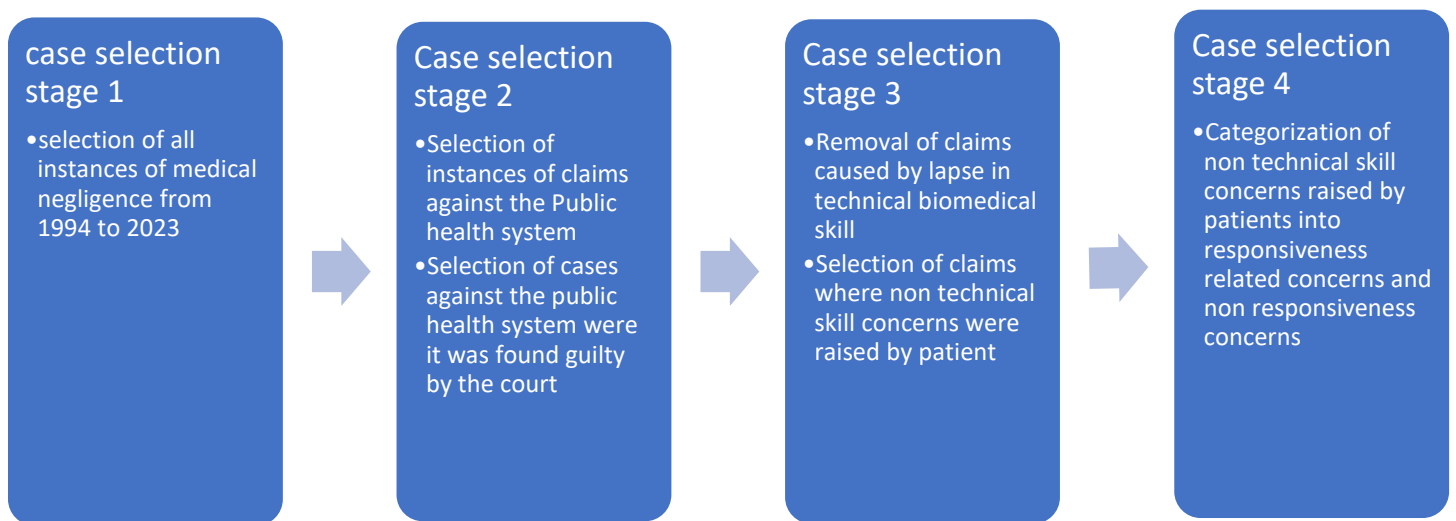 case selection
stage 1
•selection of all
instances of medical
negligence from
1994 to 2023
Case selection
stage 2
•Selection of
instances of claims
against the Public
health system
•Selection of cases
against the public
health system were
it was found guilty
by the court
Case selection
stage 3
•Removal of claims
caused by lapse in
technical biomedical
skill
•Selection of claims
where non technical
skill concerns were
raised by patient
Case selection
stage 4
•Categorization of
non technical skill
concerns raised by
patients into
responsiveness
related concerns and
non responsiveness
concerns